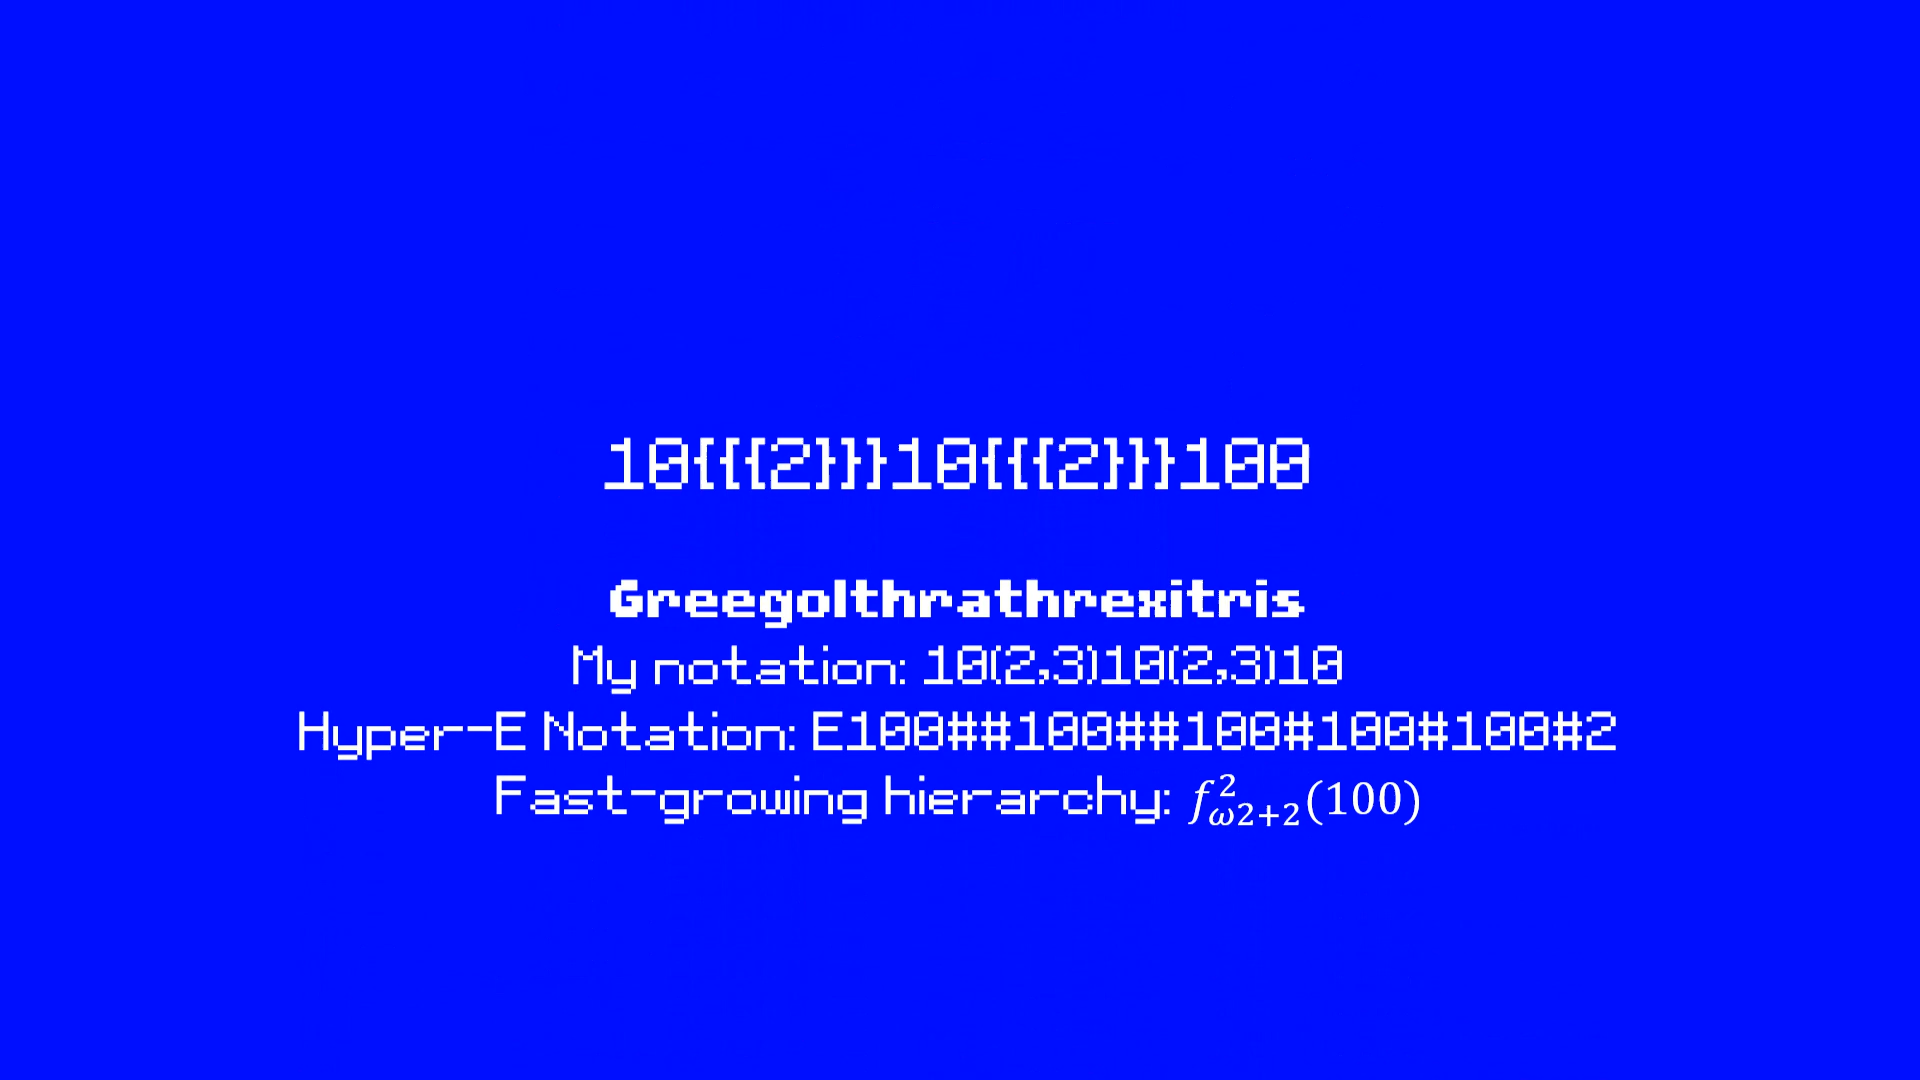 10{{{2}}}10{{{2}}}100
Greegolthrathrexitris
My notation: 10(2,3)10(2,3)10
Hyper-E Notation: E100##100##100#100#100#2
Fast-growing hierarchy: f²_ω2+2(100)